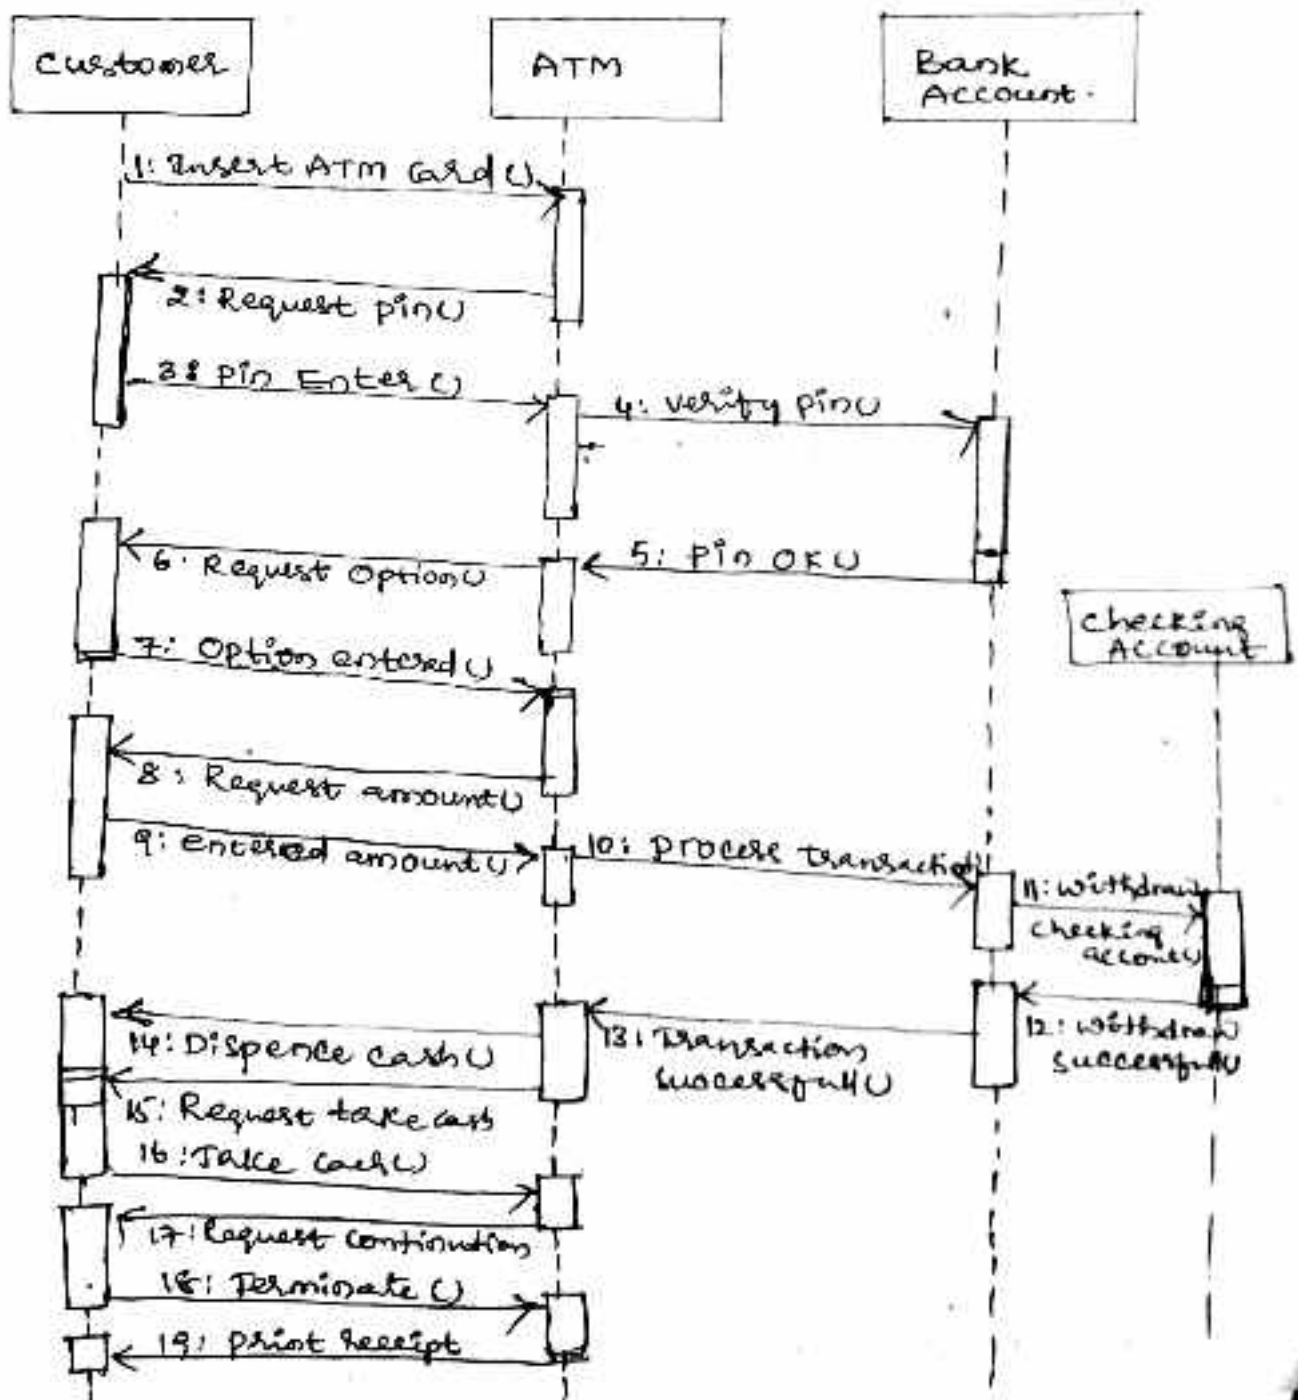 Customer
ATM
Bank
Account.
1: Insert ATM Card()
2: Request pin()
3: Pin Enter()
4: verify pin()
5: Pin OK()
6: Request Option()
7: Option entered()
Checking
Account
8: Request amount()
9: entered amount()
10: process transaction
11: withdraw
checking
account()
12: withdraw
successfull()
13: Transaction
successfull()
14: Dispence cash()
15: Request take cash
16: Take cash()
17: Request
18: Terminate()
19: print receipt